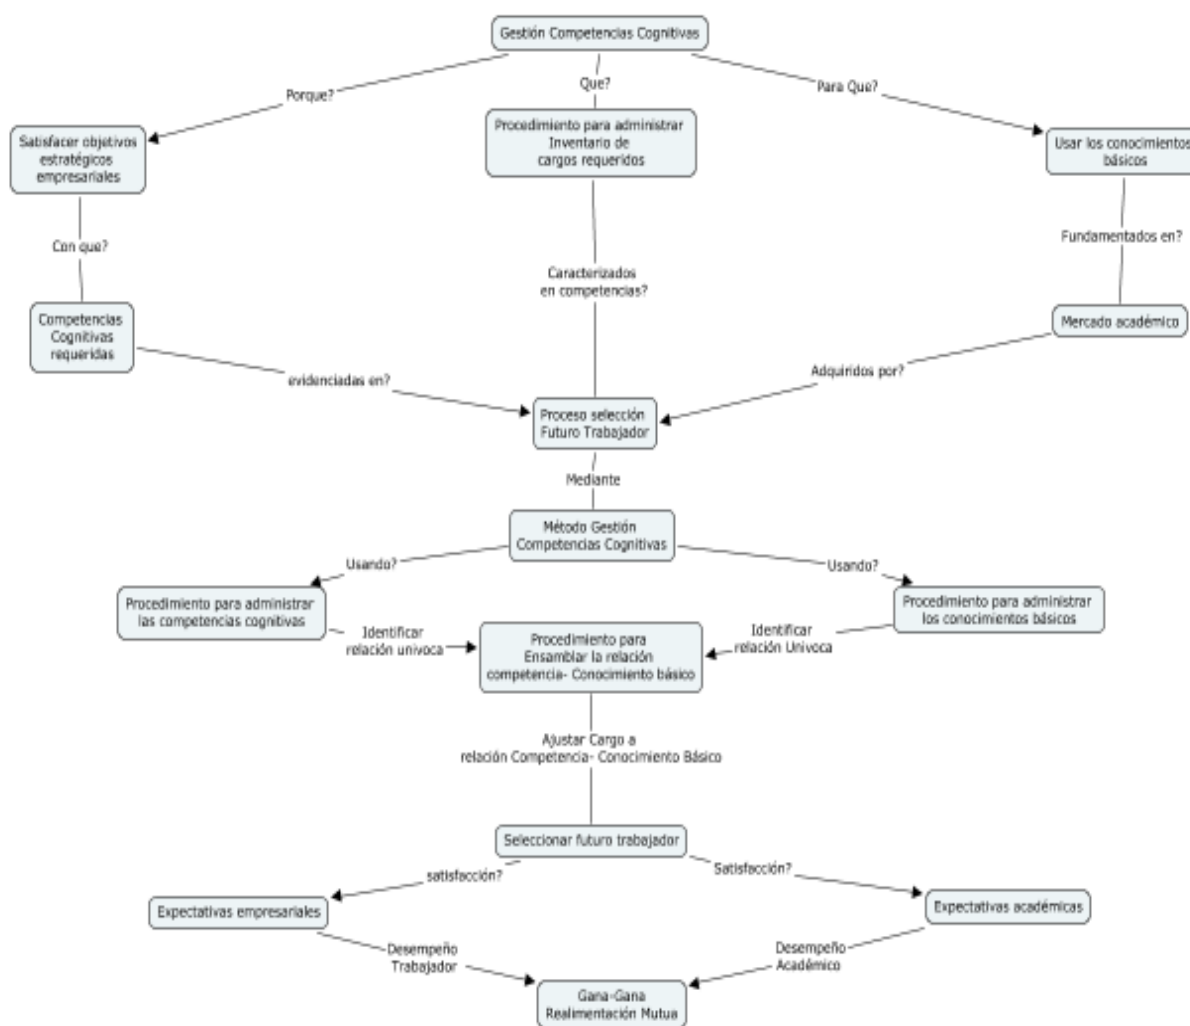 Gestión Competencias Cognitivas
Porque?
Que?
Para Que?
Satisfacer objetivos
estratégicos
empresariales
Procedimiento para administrar
Inventario de
cargos requeridos
Usar los conocimientos
básicos
Con que?
Caracterizados
en competencias?
Fundamentados en?
Competencias
Cognitivas
requeridas
Mercado académico
evidenciadas en?
Adquiridos por?
Proceso selección
Futuro Trabajador
Mediante
Método Gestión
Competencias Cognitivas
Usando?
Usando?
Procedimiento para administrar
las competencias cognitivas
Procedimiento para administrar
los conocimientos básicos
Identificar
relación univoca
Procedimiento para
Ensamblar la relación
competencia- Conocimiento básico
Identificar
relación Univoca
Ajustar Cargo a
relación Competencia- Conocimiento Básico
Seleccionar futuro trabajador
satisfacción?
Satisfacción?
Expectativas empresariales
Expectativas académicas
Desempeño
Trabajador
Desempeño
Académico
Gana-Gana
Realimentación Mutua